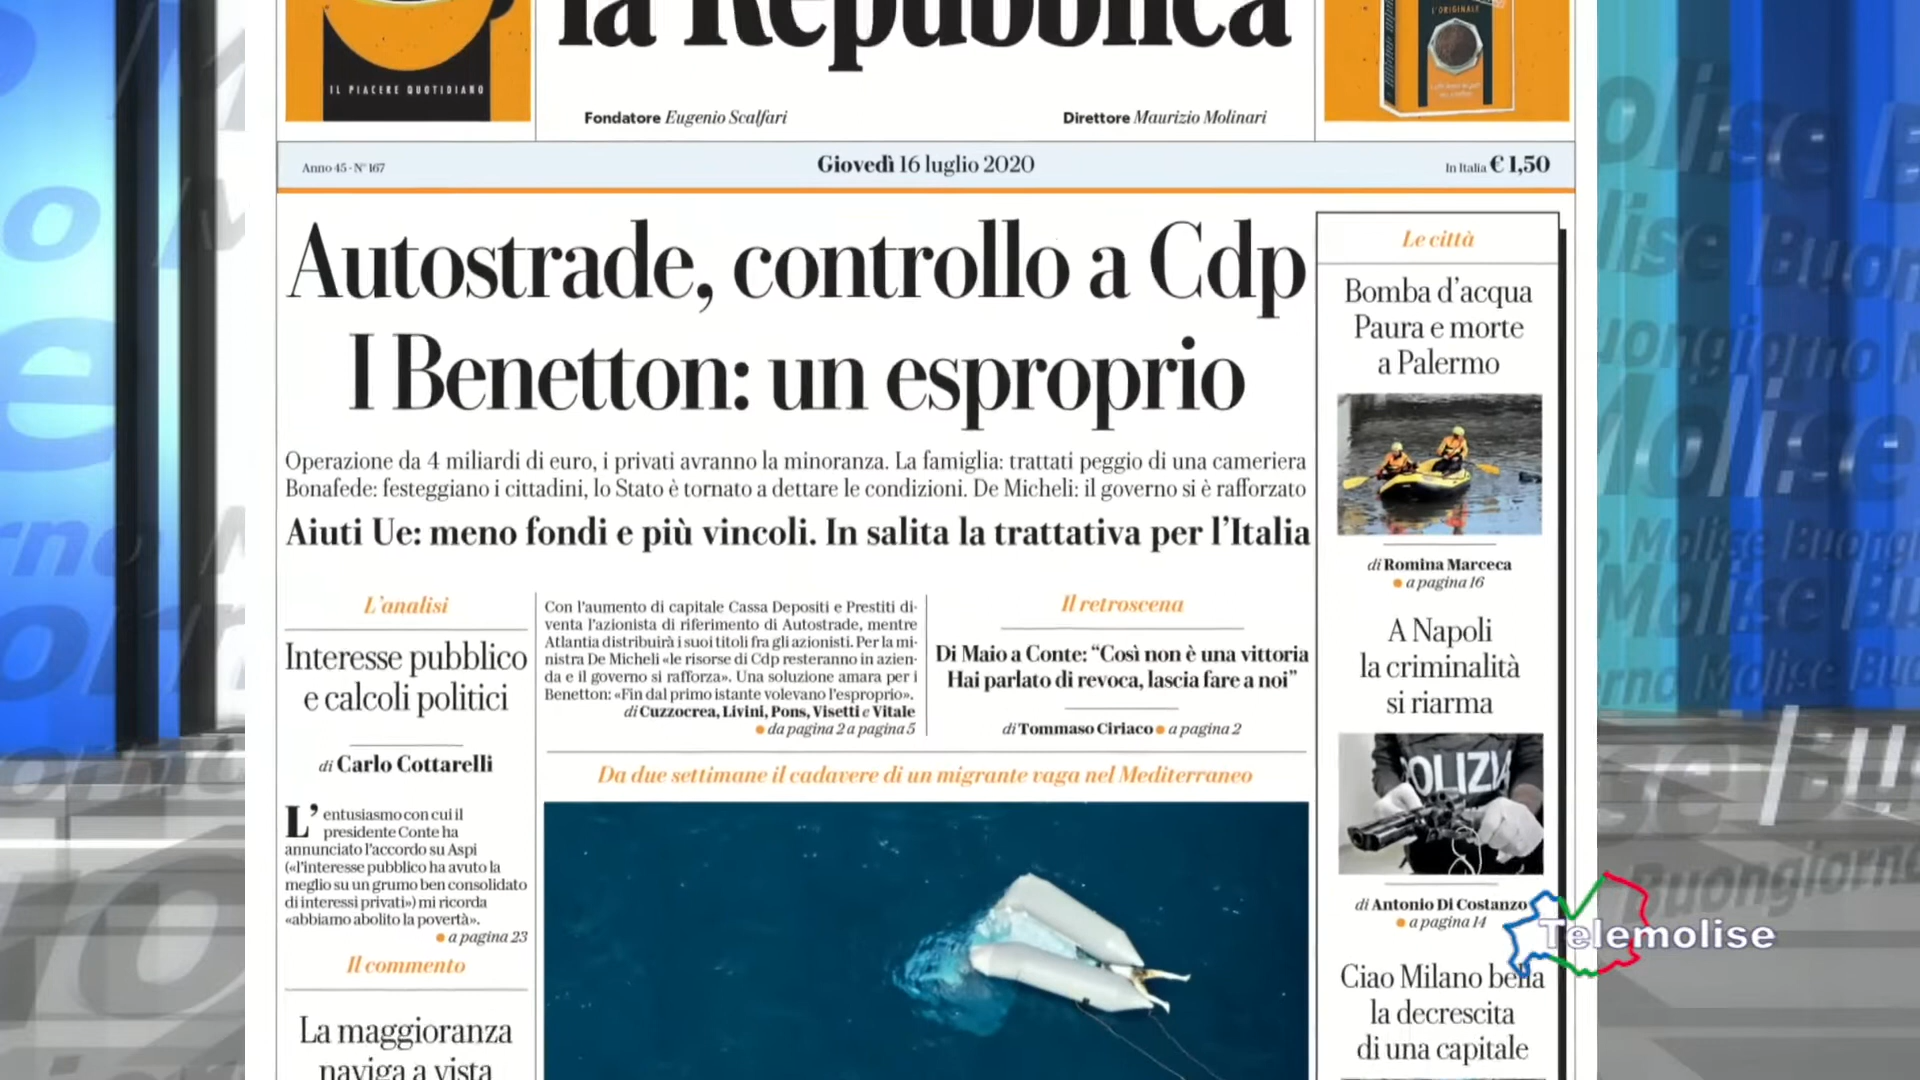 la Repubblica
IL PIACERE QUOTIDIANO
L'ORIGINALE
Fondatore Eugenio Scalfari
Direttore Maurizio Molinari
Anno 45 - N° 167
Giovedì 16 luglio 2020
In Italia € 1,50
Autostrade, controllo a Cdp
I Benetton: un esproprio
Operazione da 4 miliardi di euro, i privati avranno la minoranza. La famiglia: trattati peggio di una cameriera
Bonafede: festeggiano i cittadini, lo Stato è tornato a dettare le condizioni. De Micheli: il governo si è rafforzato
Aiuti Ue: meno fondi e più vincoli. In salita la trattativa per l'Italia
L'analisi
Interesse pubblico
e calcoli politici
di Carlo Cottarelli
L'entusiasmo con cui il
presidente Conte ha
annunciato l'accordo su Aspi
(«l'interesse pubblico ha avuto la
meglio su un grumo ben consolidato
di interessi privati») mi ricorda
«abbiamo abolito la povertà».
a pagina 23
Il commento
La maggioranza
naviga a vista
Con l'aumento di capitale Cassa Depositi e Prestiti di-
venta l'azionista di riferimento di Autostrade, mentre
Atlantia distribuirà i suoi titoli fra gli azionisti. Per la mi-
nistra De Micheli «le risorse di Cdp resteranno in azien-
da e il governo si rafforza». Una soluzione amara per i
Benetton: «Fin dal primo istante volevano l'esproprio».
di Cuzzocrea, Livini, Pons, Visetti e Vitale
da pagina 2 a pagina 5
Il retroscena
Di Maio a Conte: “Così non è una vittoria
Hai parlato di revoca, lascia fare a noi”
di Tommaso Ciriaco a pagina 2
Da due settimane il cadavere di un migrante vaga nel Mediterraneo
Le città
Bomba d'acqua
Paura e morte
a Palermo
di Romina Marceca
a pagina 16
A Napoli
la criminalità
si riarma
POLIZIA
di Antonio Di Costanzo
a pagina 14
Ciao Milano bella
la decrescita
di una capitale
Telemolise
Buongiorno